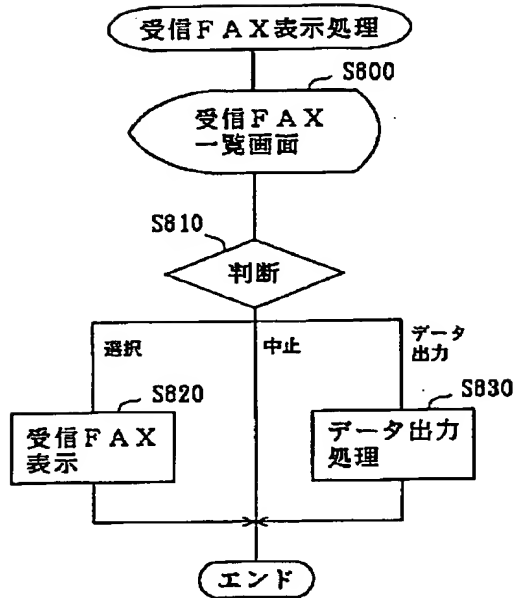 受信FAX表示処理
S800
受信FAX
一覧画面
S810
判断
選択
中止
データ
出力
S820
受信FAX
表示
S830
データ出力
処理
エンド